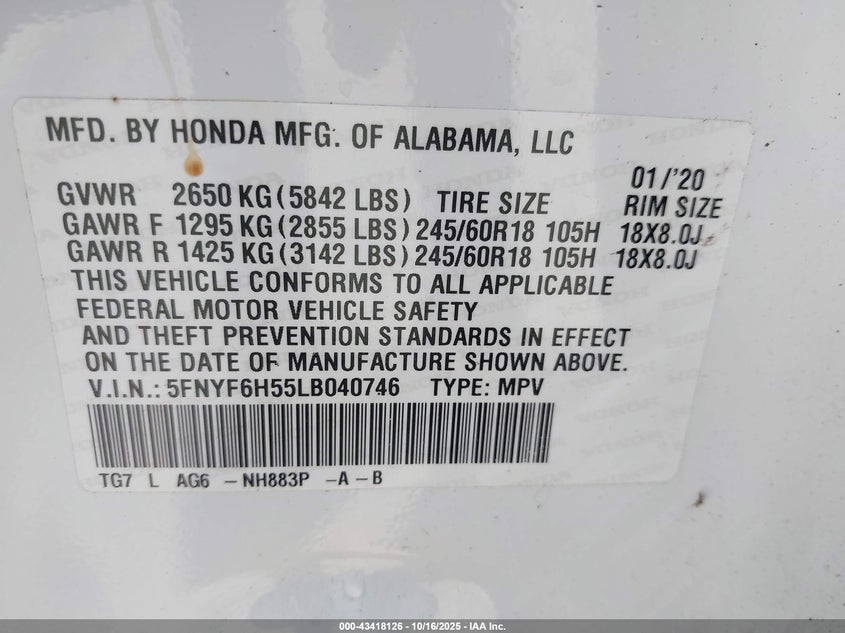 MFD. BY HONDA MFG. OF ALABAMA, LLC
01/'20
GVWR 2650 KG (5842 LBS) TIRE SIZE RIM SIZE
GAWR F 1295 KG (2855 LBS) 245/60R18 105H 18X8.0J
GAWR R 1425 KG (3142 LBS) 245/60R18 105H 18X8.0J
THIS VEHICLE CONFORMS TO ALL APPLICABLE
FEDERAL MOTOR VEHICLE SAFETY
AND THEFT PREVENTION STANDARDS IN EFFECT
ON THE DATE OF MANUFACTURE SHOWN ABOVE.
V.I.N.: 5FNYF6H55LB040746 TYPE: MPV
TG7 L AG6 -NH883P -A-B
000-43418126 - 10/16/2025 - IAA Inc.